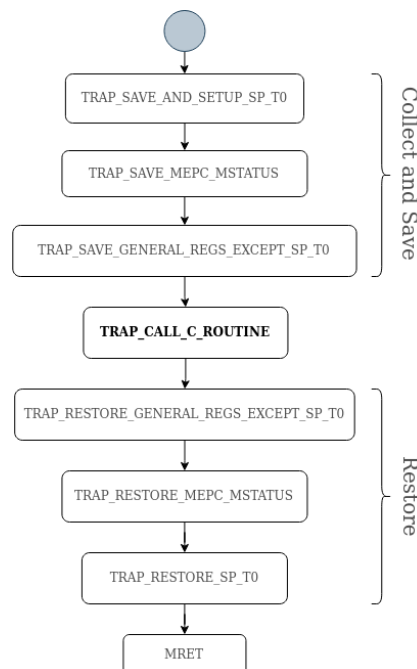 TRAP_SAVE_AND_SETUP_SP_T0
TRAP_SAVE_MEPC_MSTATUS
TRAP_SAVE_GENERAL_REGS_EXCEPT_SP_T0
Collect and Save
TRAP_CALL_C_ROUTINE
TRAP_RESTORE_GENERAL_REGS_EXCEPT_SP_T0
TRAP_RESTORE_MEPC_MSTATUS
TRAP_RESTORE_SP_T0
Restore
MRET